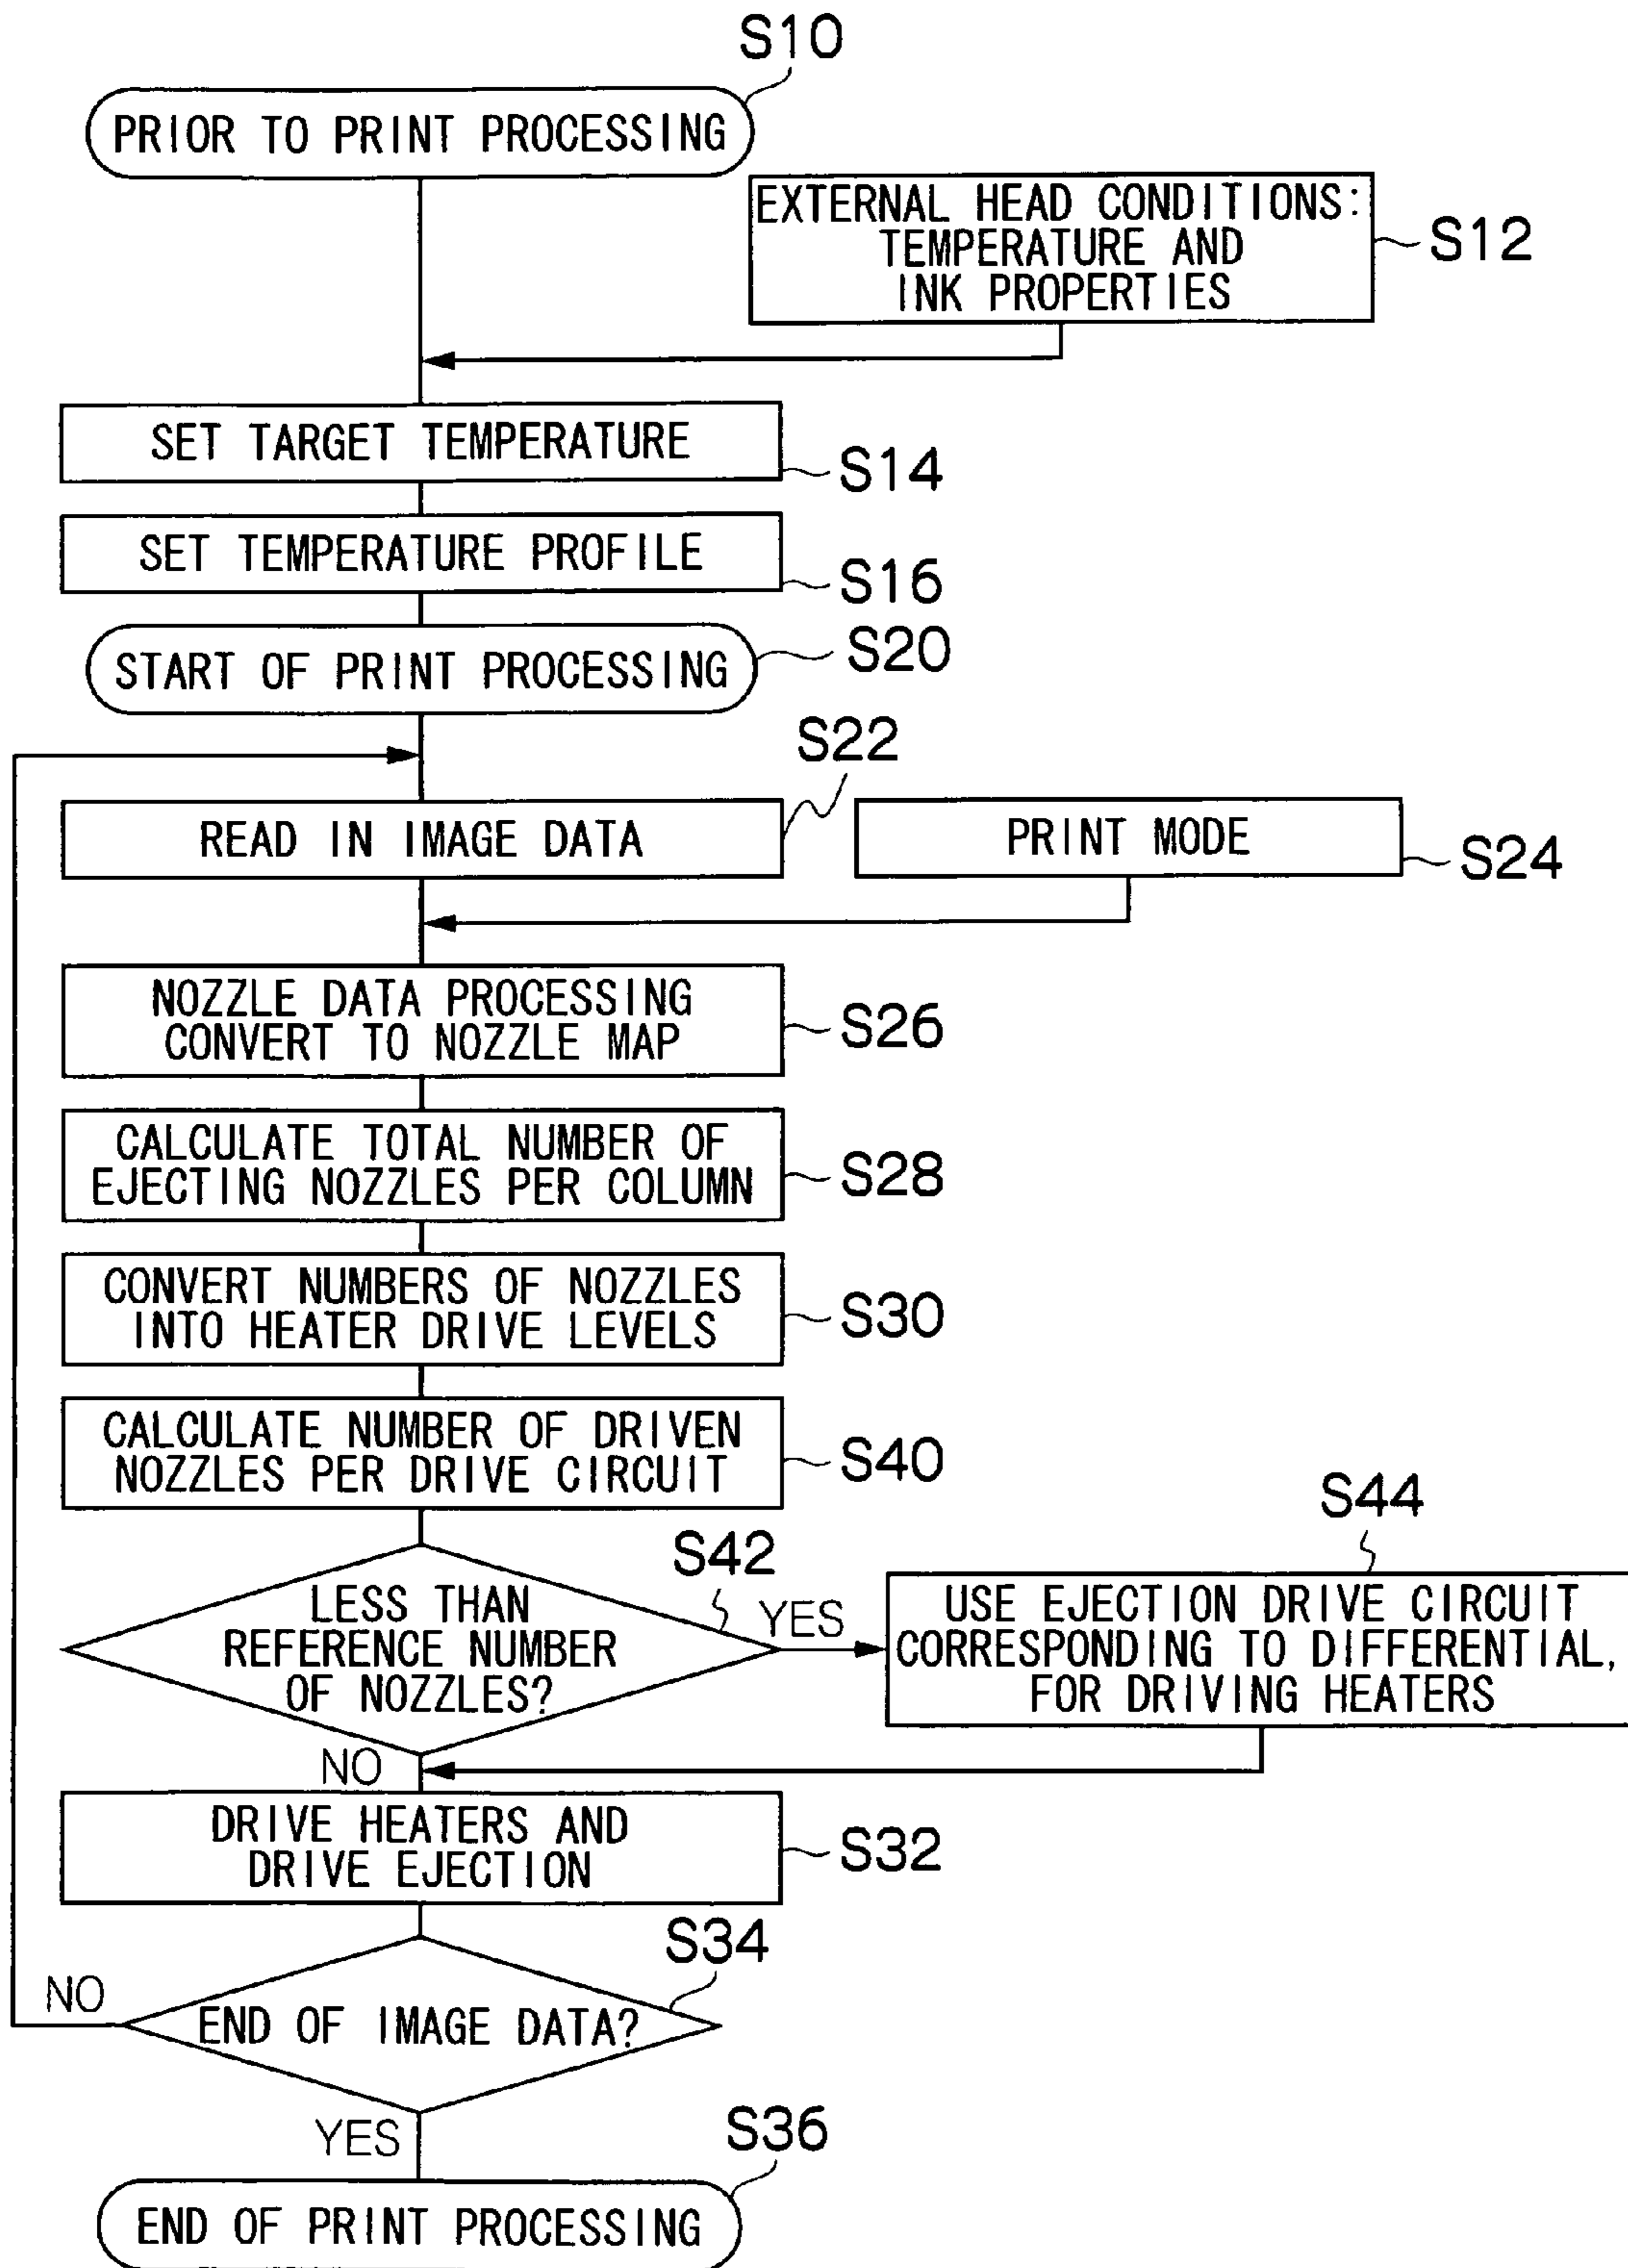 S10
PRIOR TO PRINT PROCESSING
EXTERNAL HEAD CONDITIONS:
TEMPERATURE AND
INK PROPERTIES
S12
SET TARGET TEMPERATURE
S14
SET TEMPERATURE PROFILE
S16
START OF PRINT PROCESSING
S20
S22
READ IN IMAGE DATA
PRINT MODE
S24
NOZZLE DATA PROCESSING
CONVERT TO NOZZLE MAP
S26
CALCULATE TOTAL NUMBER OF
EJECTING NOZZLES PER COLUMN
S28
CONVERT NUMBERS OF NOZZLES
INTO HEATER DRIVE LEVELS
S30
CALCULATE NUMBER OF DRIVEN
NOZZLES PER DRIVE CIRCUIT
S40
S42
LESS THAN
REFERENCE NUMBER
OF NOZZLES?
YES
S44
USE EJECTION DRIVE CIRCUIT
CORRESPONDING TO DIFFERENTIAL,
FOR DRIVING HEATERS
NO
DRIVE HEATERS AND
DRIVE EJECTION
S32
S34
END OF IMAGE DATA?
NO
YES
S36
END OF PRINT PROCESSING